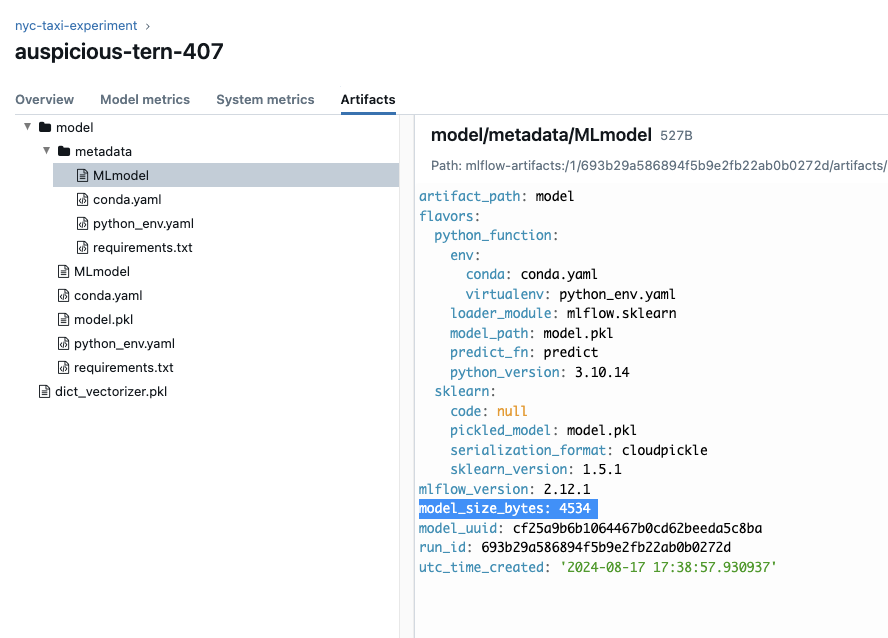 nyc-taxi-experiment ›
auspicious-tern-407
Overview Model metrics System metrics Artifacts
model
metadata
MLmodel
conda.yaml
python_env.yaml
requirements.txt
MLmodel
conda.yaml
model.pkl
python_env.yaml
requirements.txt
dict_vectorizer.pkl
model/metadata/MLmodel 527B
Path: mlflow-artifacts:/1/693b29a586894f5b9e2fb22ab0b0272d/artifacts/
artifact_path: model
flavors:
python_function:
env:
conda: conda.yaml
virtualenv: python_env.yaml
loader_module: mlflow.sklearn
model_path: model.pkl
predict_fn: predict
python_version: 3.10.14
sklearn:
code: null
pickled_model: model.pkl
serialization_format: cloudpickle
sklearn_version: 1.5.1
mlflow_version: 2.12.1
model_size_bytes: 4534
model_uuid: cf25a9b6b1064467b0cd62beeda5c8ba
run_id: 693b29a586894f5b9e2fb22ab0b0272d
utc_time_created: '2024-08-17 17:38:57.930937'